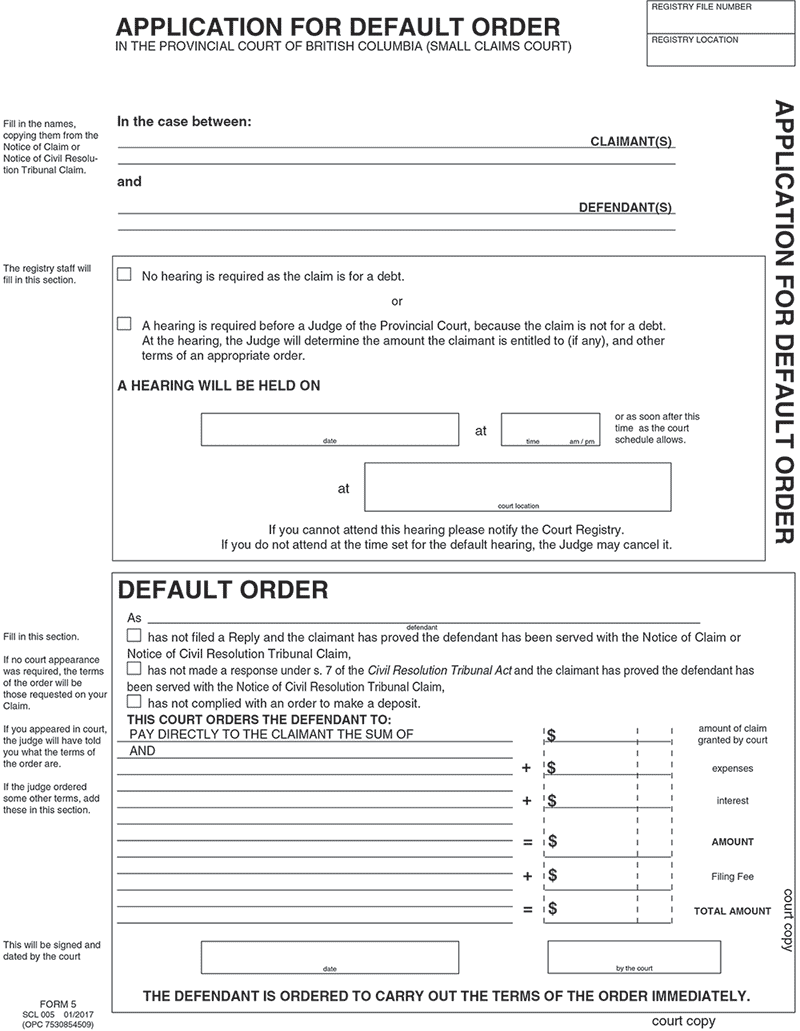 APPLICATION FOR DEFAULT ORDER
IN THE PROVINCIAL COURT OF BRITISH COLUMBIA (SMALL CLAIMS COURT)
REGISTRY FILE NUMBER
REGISTRY LOCATION
Fill in the names,
copying them from the
Notice of Claim or
Notice of Civil Resolu-
tion Tribunal Claim.
In the case between:
CLAIMANT(S)
and
DEFENDANT(S)
APPLICATION FOR DEFAULT ORDER
The registry staff will
fill in this section.
No hearing is required as the claim is for a debt.
or
A hearing is required before a Judge of the Provincial Court, because the claim is not for a debt.
At the hearing, the Judge will determine the amount the claimant is entitled to (if any), and other
terms of an appropriate order.
A HEARING WILL BE HELD ON
date
at
time am / pm
or as soon after this
time as the court
schedule allows.
at
court location
If you cannot attend this hearing please notify the Court Registry.
If you do not attend at the time set for the default hearing, the Judge may cancel it.
DEFAULT ORDER
As
defendant
Fill in this section.
If no court appearance
was required, the terms
of the order will be
those requested on your
Claim.
If you appeared in court,
the judge will have told
you what the terms of
the order are.
If the judge ordered
some other terms, add
these in this section.
has not filed a Reply and the claimant has proved the defendant has been served with the Notice of Claim or
Notice of Civil Resolution Tribunal Claim,
has not made a response under s. 7 of the Civil Resolution Tribunal Act and the claimant has proved the defendant has
been served with the Notice of Civil Resolution Tribunal Claim,
has not complied with an order to make a deposit.
THIS COURT ORDERS THE DEFENDANT TO:
PAY DIRECTLY TO THE CLAIMANT THE SUM OF
$
amount of claim
granted by court
AND
+ $ expenses
+ $ interest
= $ AMOUNT
+ $ Filing Fee
= $ TOTAL AMOUNT
court copy
This will be signed and
dated by the court
date
by the court
THE DEFENDANT IS ORDERED TO CARRY OUT THE TERMS OF THE ORDER IMMEDIATELY.
FORM 5
SCL 005 01/2017
(OPC 7530854509)
court copy